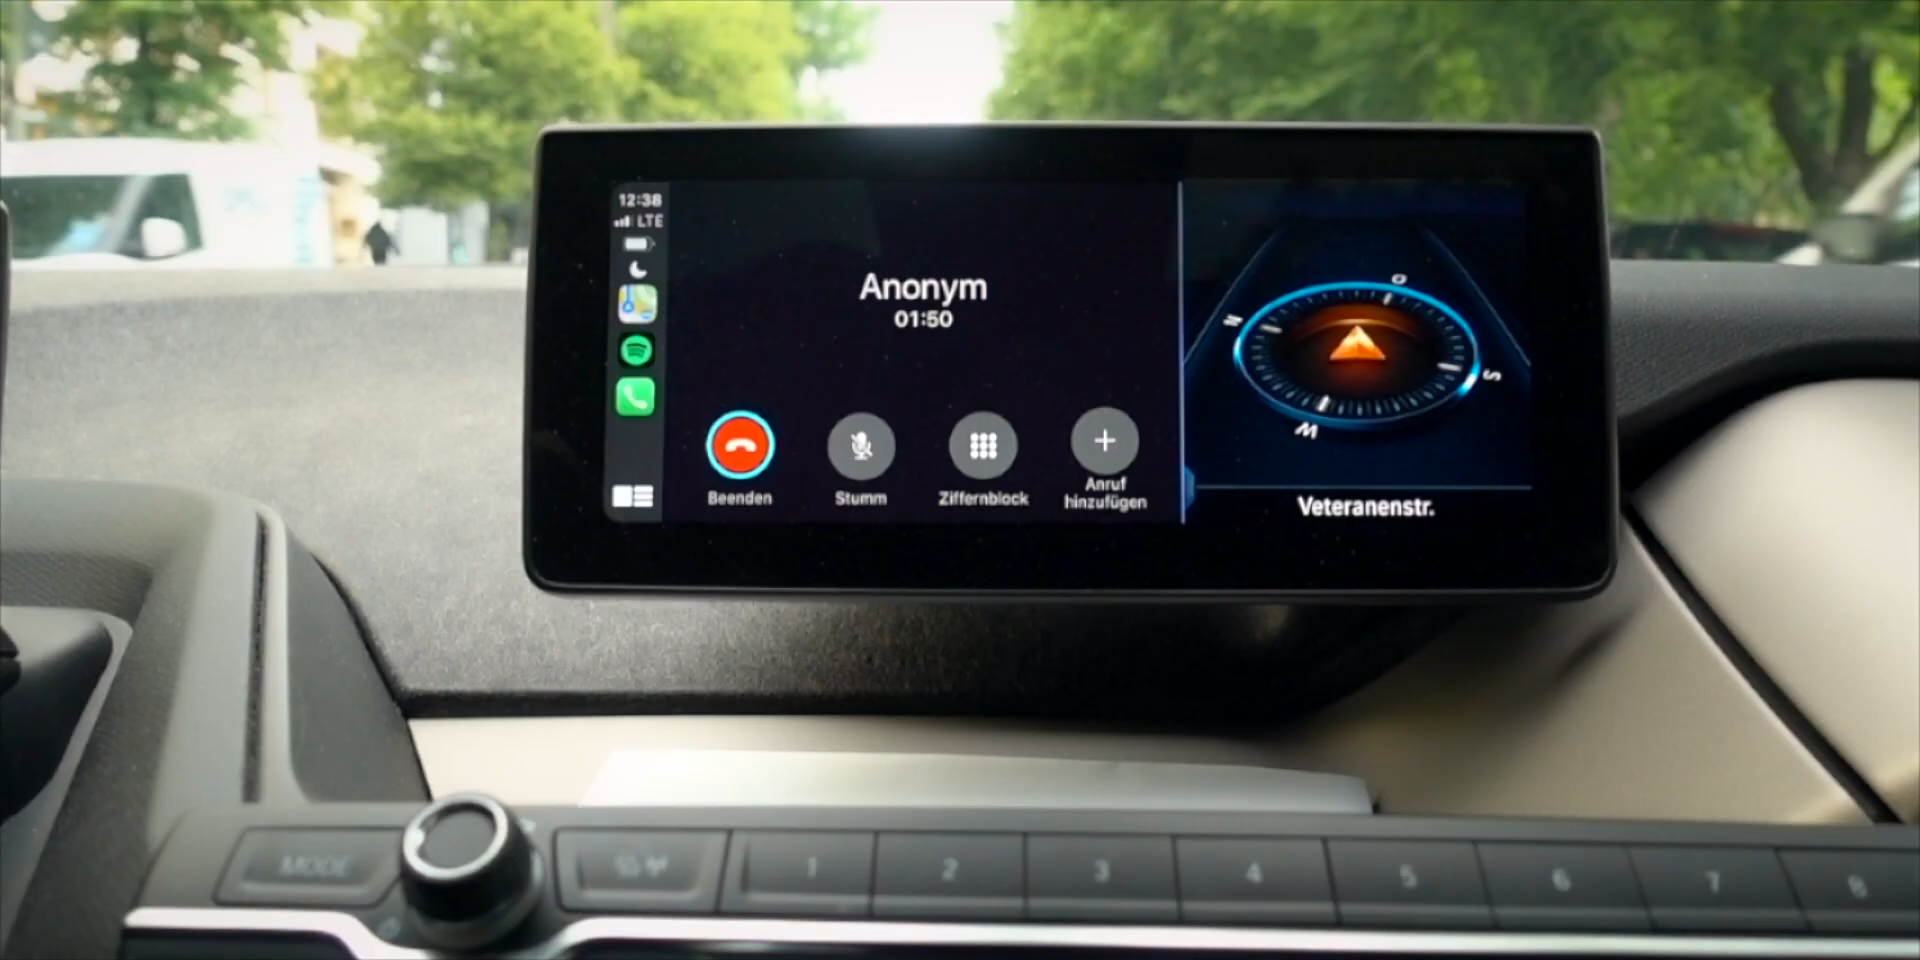 12:38
LTE
Anonym
01:50
Beenden
Stumm
Ziffernblock
Anruf
hinzufügen
O
N
S
W
Veteranenstr.
MODE
1
2
3
4
5
6
7
8